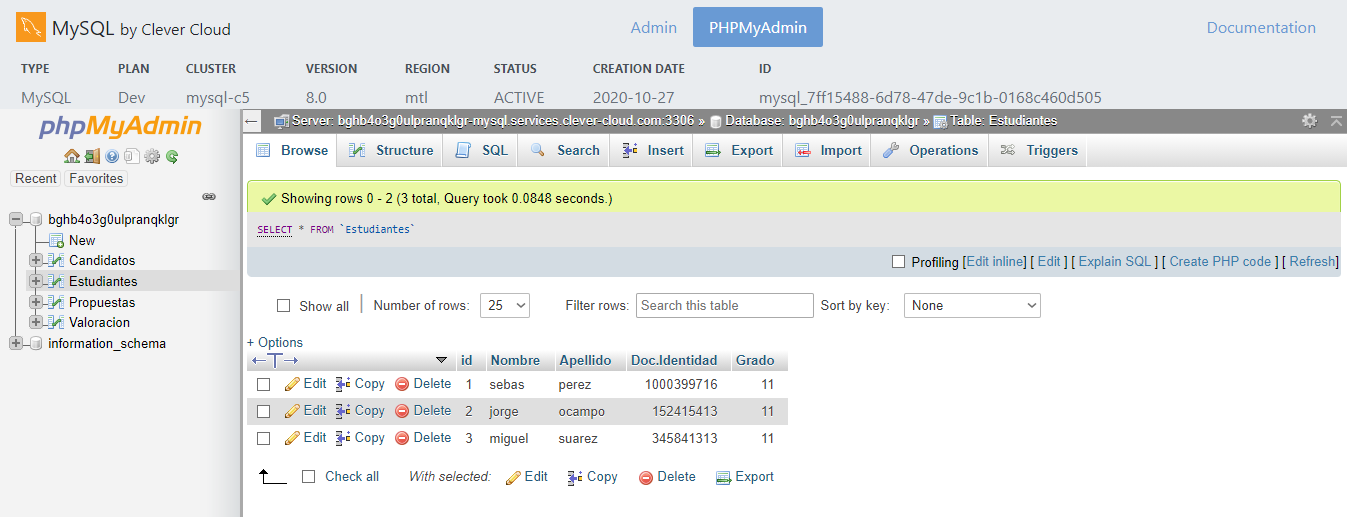 MySQL by Clever Cloud
Admin PHPMyAdmin Documentation
TYPE PLAN CLUSTER VERSION REGION STATUS CREATION DATE ID
MySQL Dev mysql-c5 8.0 mtl ACTIVE 2020-10-27 mysql_7ff15488-6d78-47de-9c1b-0168c460d505
phpMyAdmin
Recent Favorites
bghb4o3g0ulpranqklgr
New
Candidatos
Estudiantes
Propuestas
Valoracion
information_schema
Server: bghb4o3g0ulpranqklgr-mysql.services.clever-cloud.com:3306 » Database: bghb4o3g0ulpranqklgr » Table: Estudiantes
Browse Structure SQL Search Insert Export Import Operations Triggers
Showing rows 0 - 2 (3 total, Query took 0.0848 seconds.)
SELECT * FROM `Estudiantes`
Profiling [Edit inline] [ Edit ] [ Explain SQL ] [ Create PHP code ] [ Refresh]
Show all | Number of rows: 25 Filter rows: Search this table Sort by key: None
+ Options
id Nombre Apellido Doc.Identidad Grado
Edit Copy Delete 1 sebas perez 1000399716 11
Edit Copy Delete 2 jorge ocampo 152415413 11
Edit Copy Delete 3 miguel suarez 345841313 11
Check all With selected: Edit Copy Delete Export